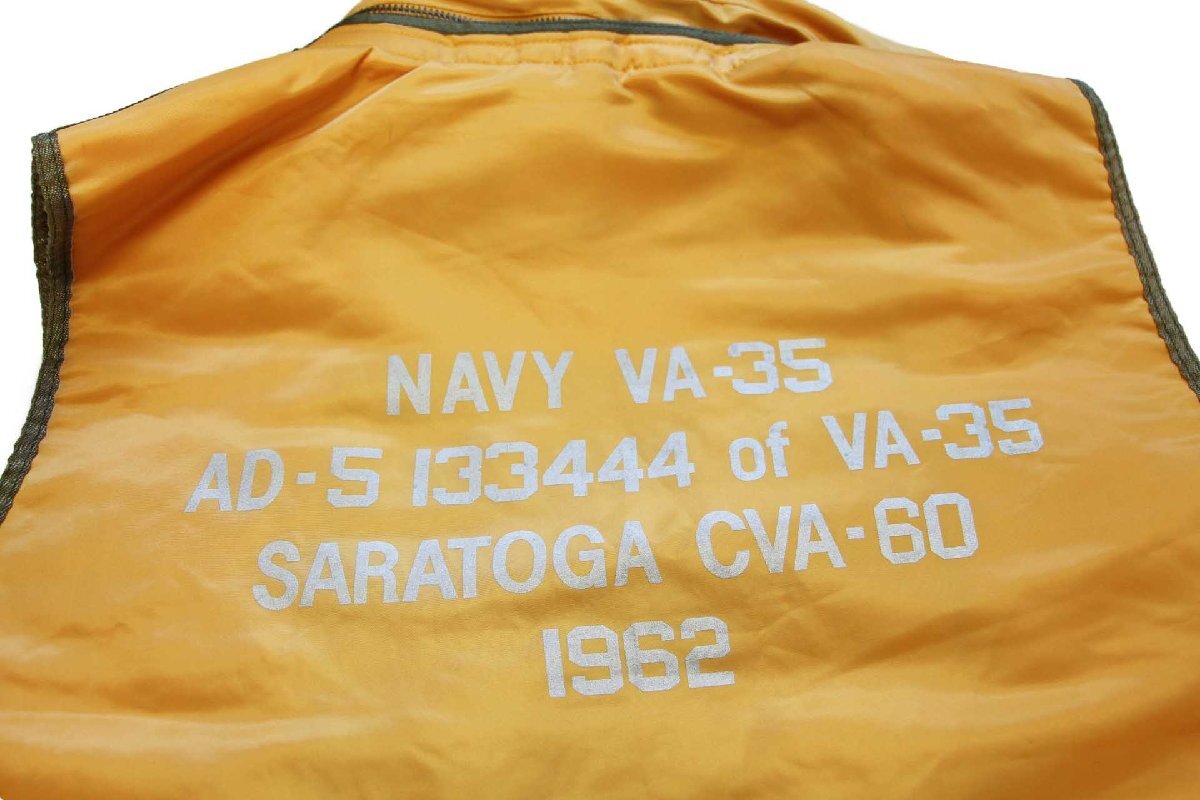 NAVY VA-35
AD-5 133444 of VA-35
SARATOGA CVA-60
1962